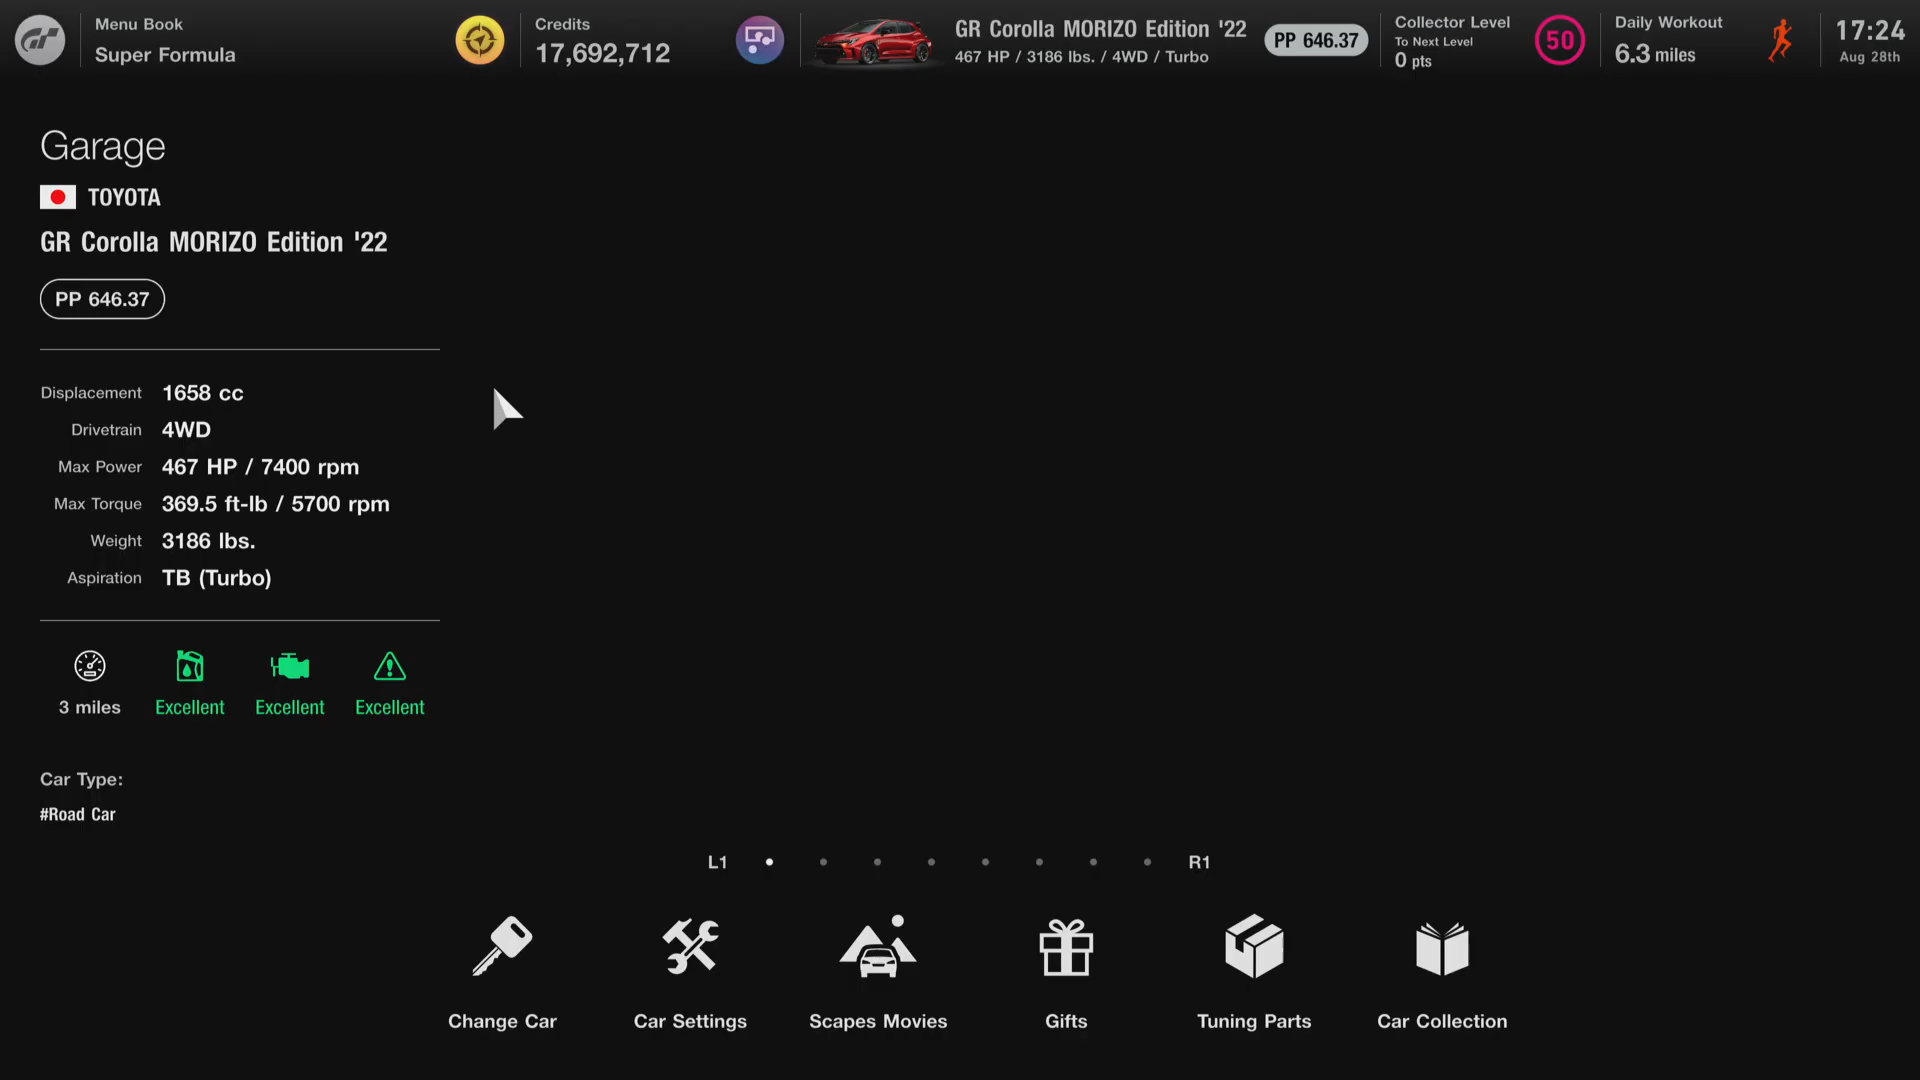 Menu Book
Super Formula
Credits
17,692,712
GR Corolla MORIZO Edition '22
467 HP / 3186 lbs. / 4WD / Turbo
PP 646.37
Collector Level
To Next Level
0 pts
50
Daily Workout
6.3 miles
17:24
Aug 28th
Garage
TOYOTA
GR Corolla MORIZO Edition '22
PP 646.37
Displacement 1658 cc
Drivetrain 4WD
Max Power 467 HP / 7400 rpm
Max Torque 369.5 ft-lb / 5700 rpm
Weight 3186 lbs.
Aspiration TB (Turbo)
3 miles Excellent Excellent Excellent
Car Type:
#Road Car
L1 R1
Change Car Car Settings Scapes Movies Gifts Tuning Parts Car Collection